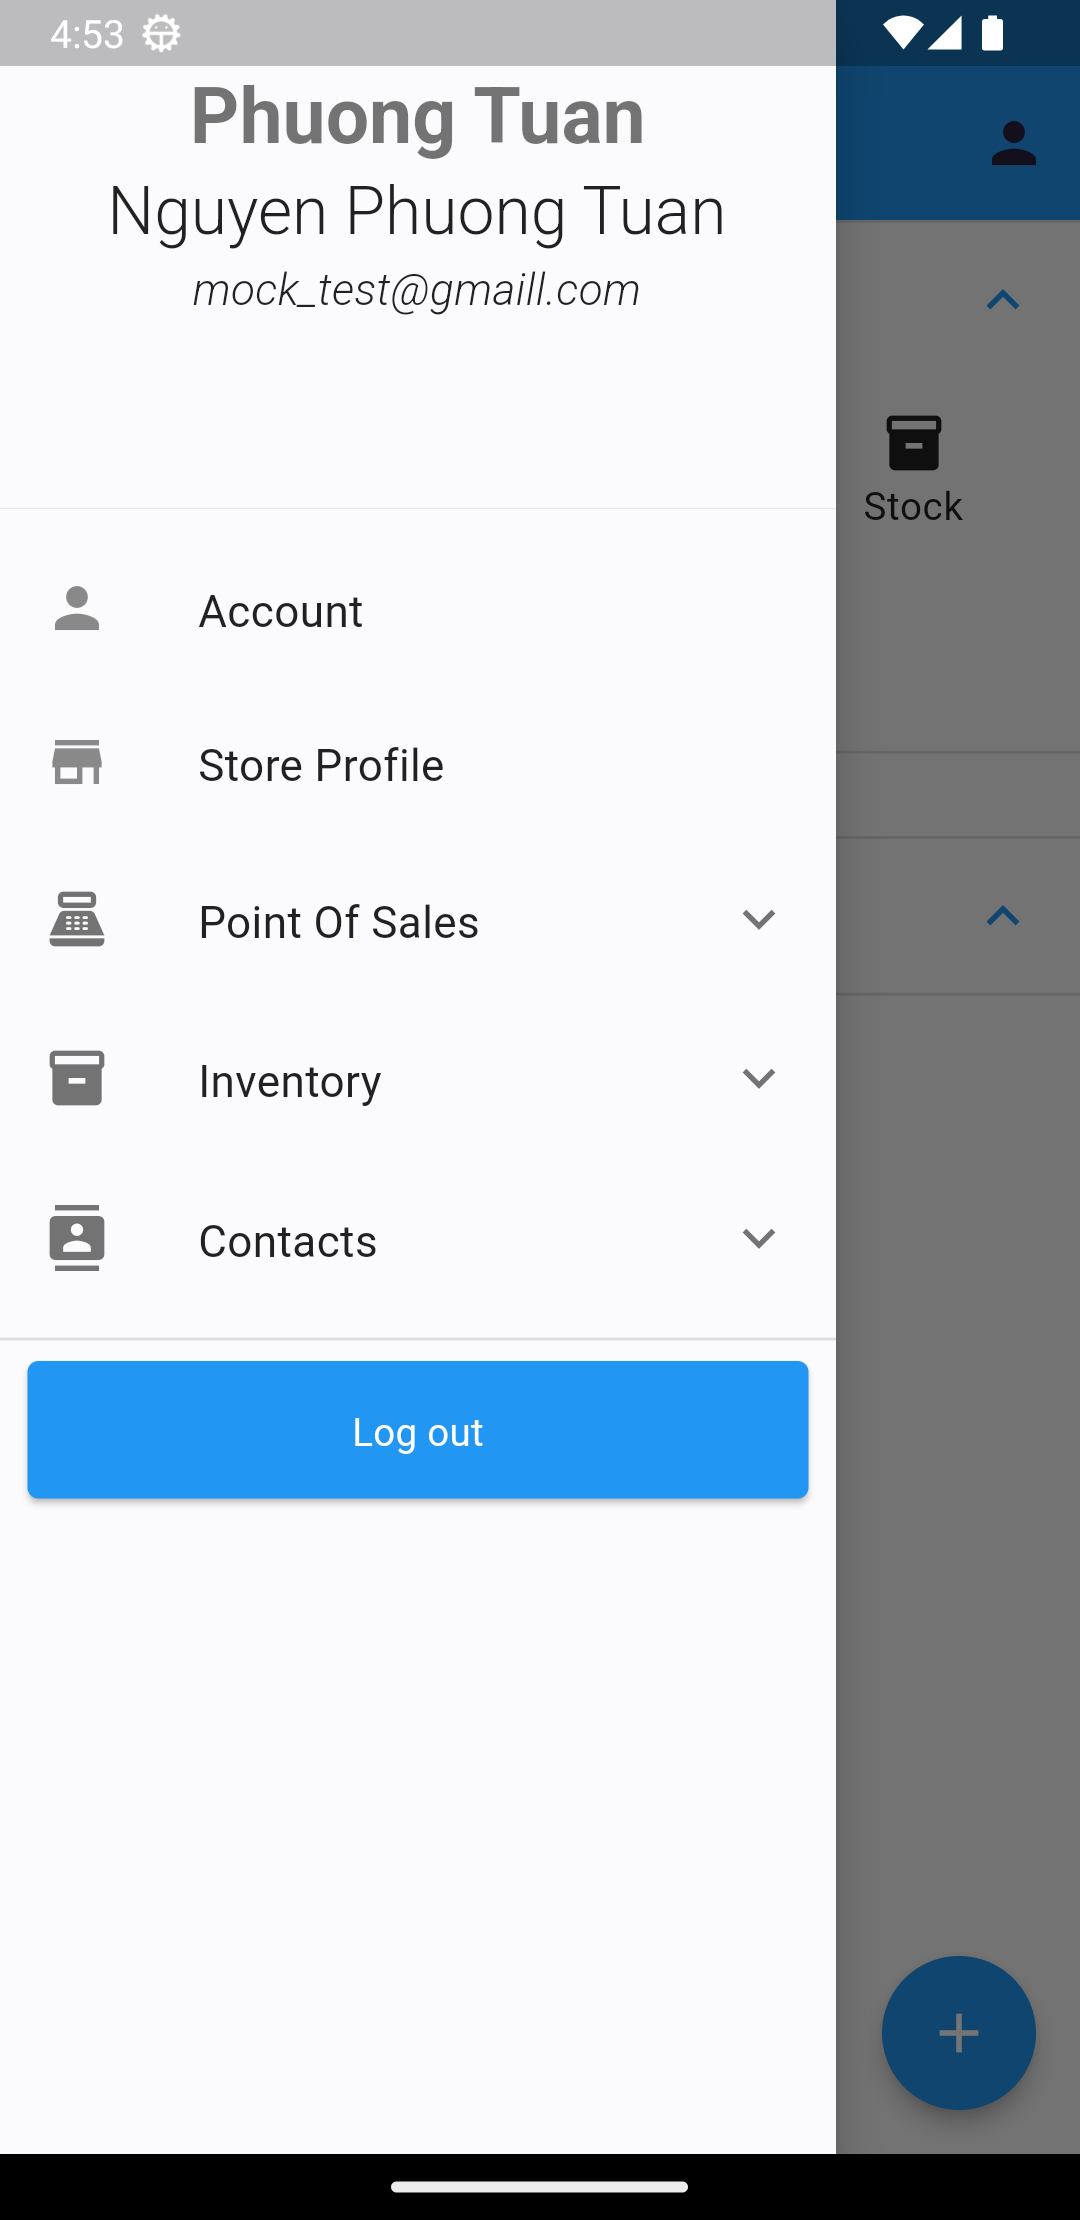 4:53
Phuong Tuan
Nguyen Phuong Tuan
mock_test@gmaill.com
Stock
Account
Store Profile
Point Of Sales
Inventory
Contacts
Log out